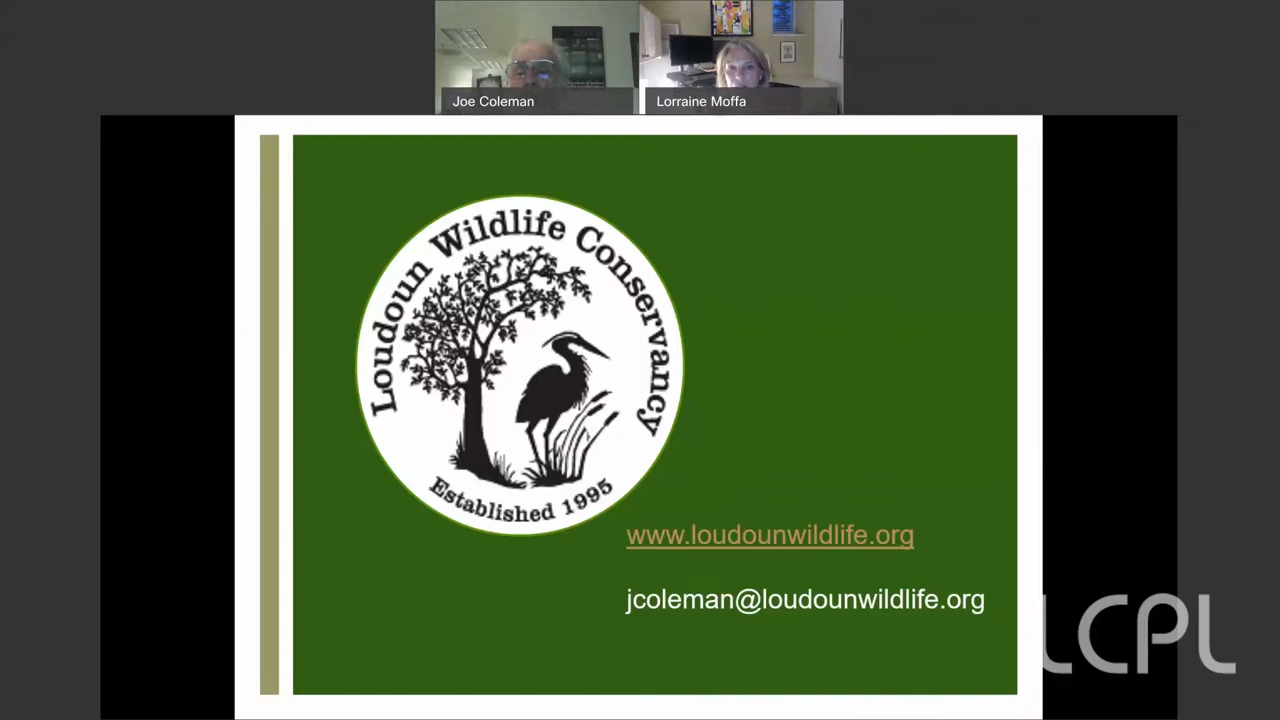 Joe Coleman
Lorraine Moffa
Loudoun Wildlife Conservancy
Established 1995
www.loudounwildlife.org
jcoleman@loudounwildlife.org
LCPL